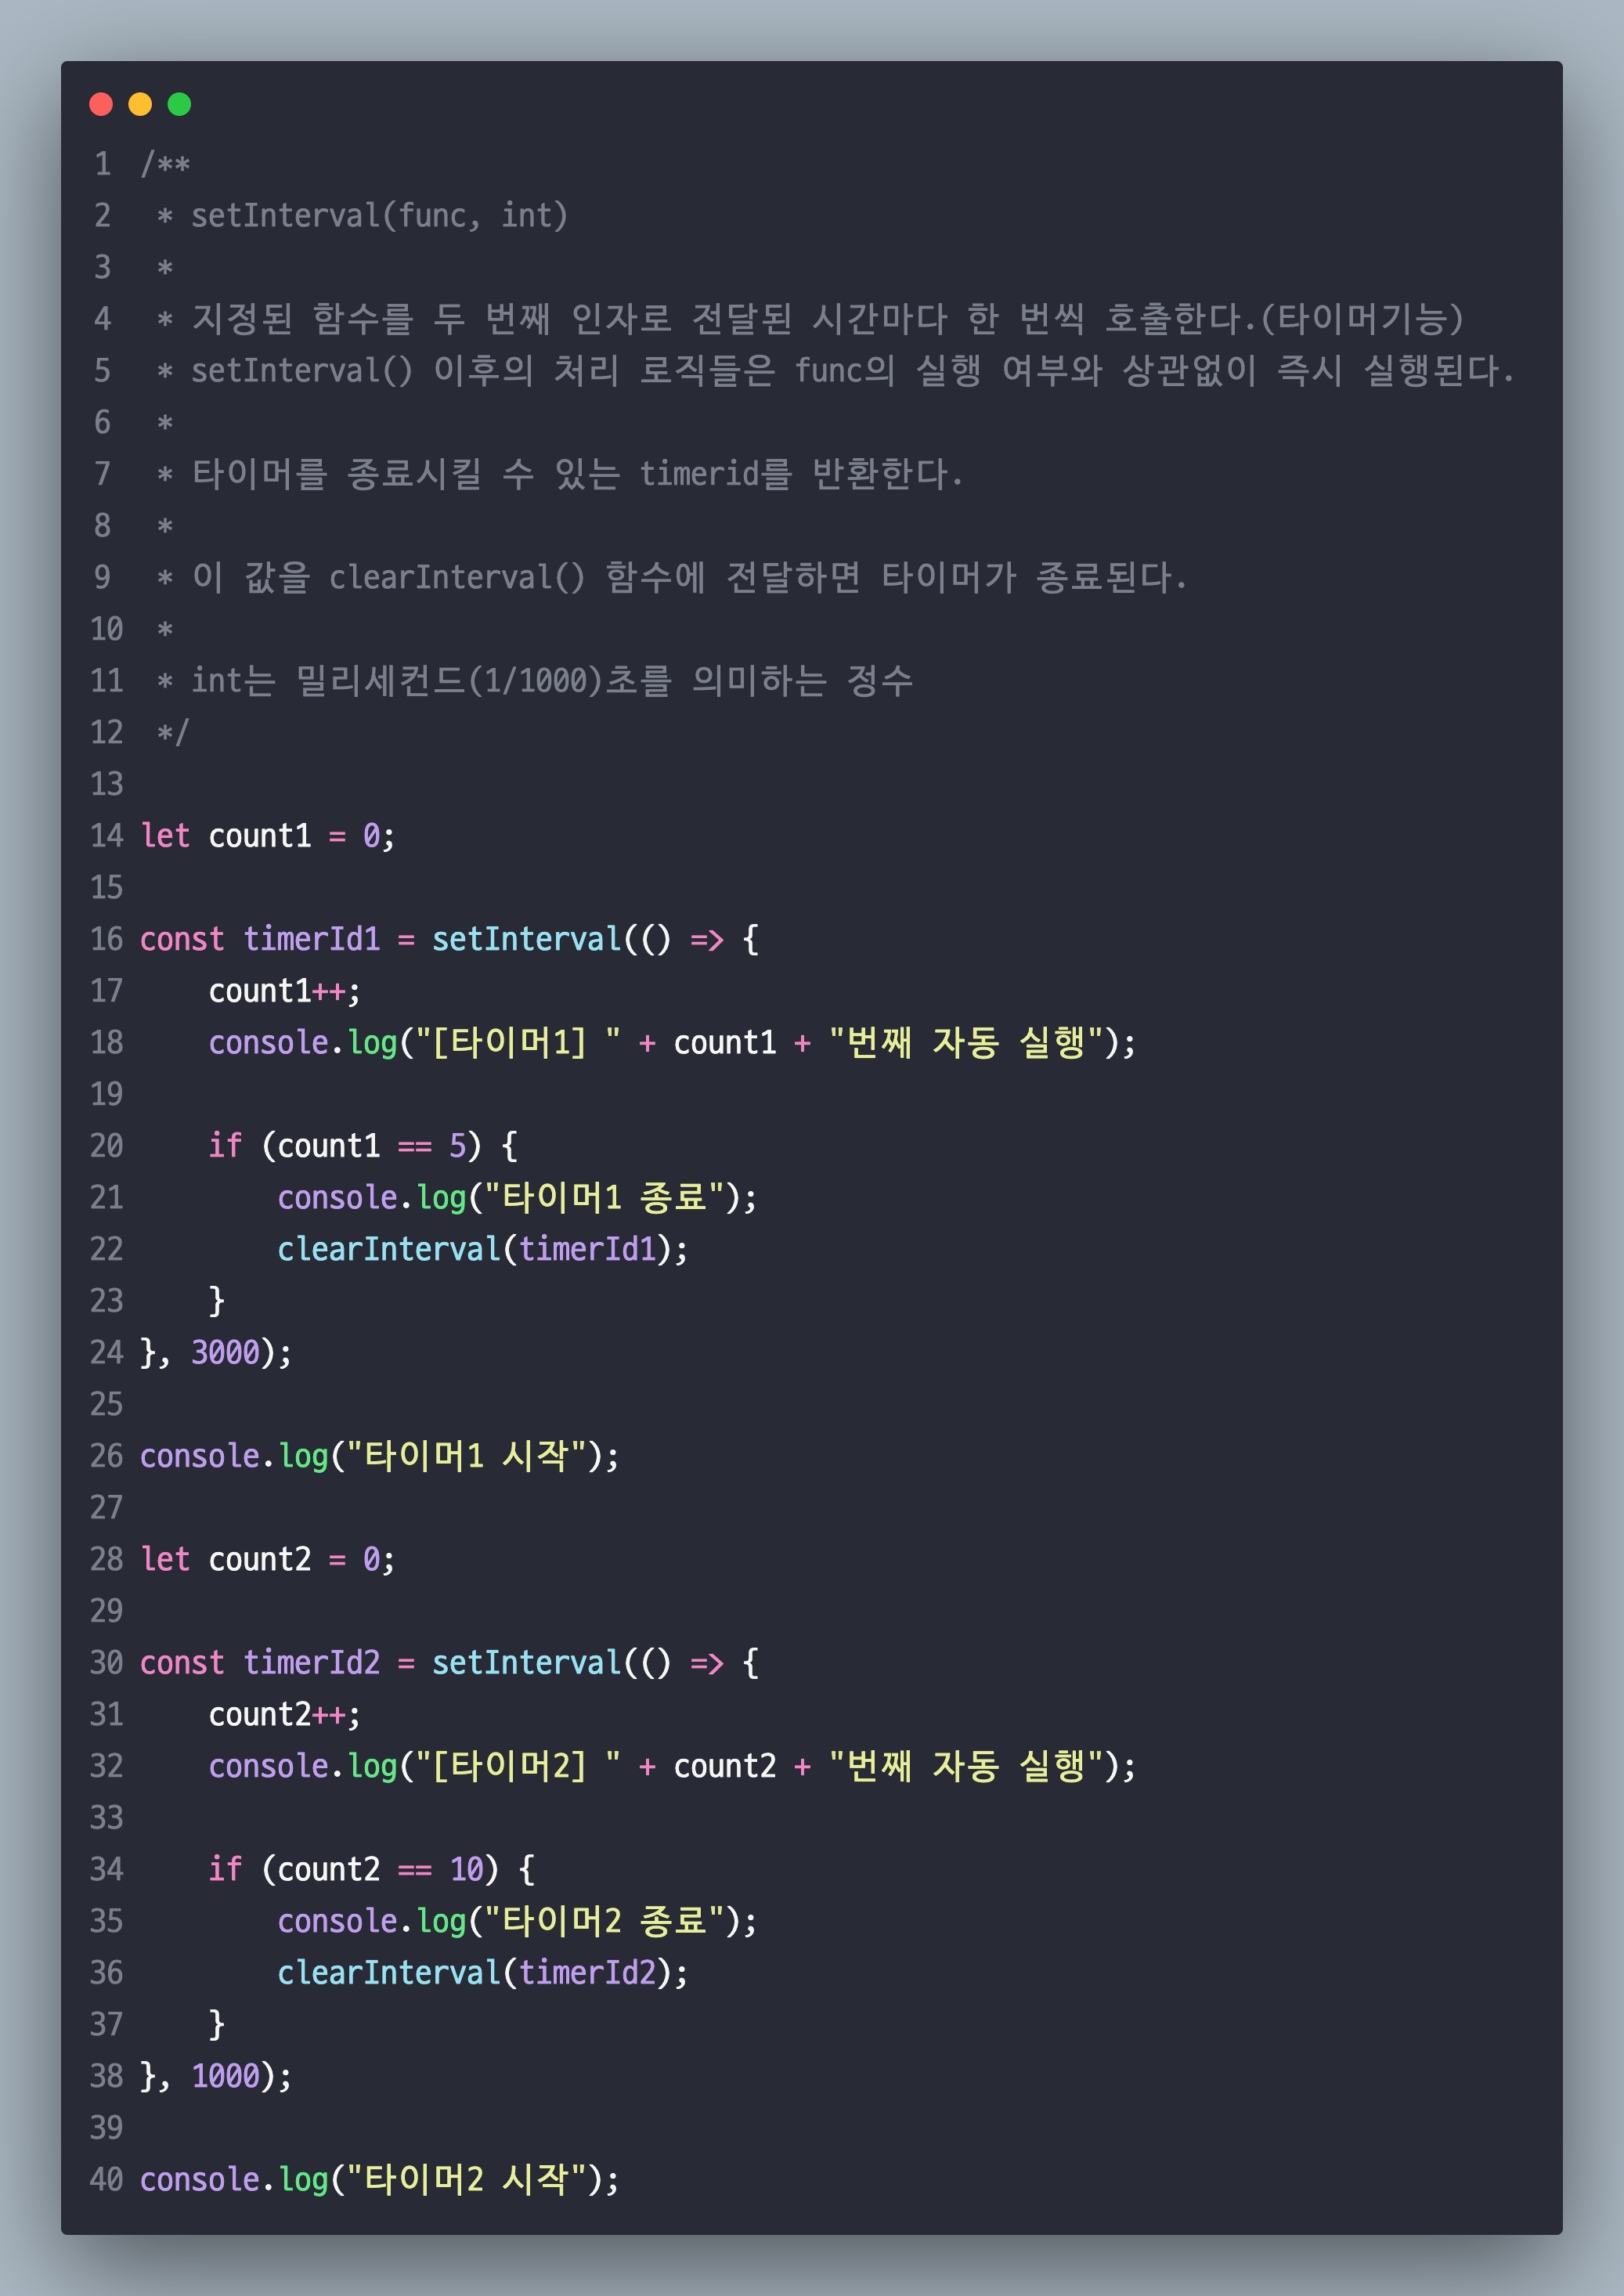 1 /**
2  * setInterval(func, int)
3  *
4  * 지정된 함수를 두 번째 인자로 전달된 시간마다 한 번씩 호출한다.(타이머기능)
5  * setInterval() 이후의 처리 로직들은 func의 실행 여부와 상관없이 즉시 실행된다.
6  *
7  * 타이머를 종료시킬 수 있는 timerid를 반환한다.
8  *
9  * 이 값을 clearInterval() 함수에 전달하면 타이머가 종료된다.
10  *
11  * int는 밀리세컨드(1/1000)초를 의미하는 정수
12  */
13
14 let count1 = 0;
15
16 const timerId1 = setInterval(() => {
17     count1++;
18     console.log("[타이머1] " + count1 + "번째 자동 실행");
19
20     if (count1 == 5) {
21         console.log("타이머1 종료");
22         clearInterval(timerId1);
23     }
24 }, 3000);
25
26 console.log("타이머1 시작");
27
28 let count2 = 0;
29
30 const timerId2 = setInterval(() => {
31     count2++;
32     console.log("[타이머2] " + count2 + "번째 자동 실행");
33
34     if (count2 == 10) {
35         console.log("타이머2 종료");
36         clearInterval(timerId2);
37     }
38 }, 1000);
39
40 console.log("타이머2 시작");